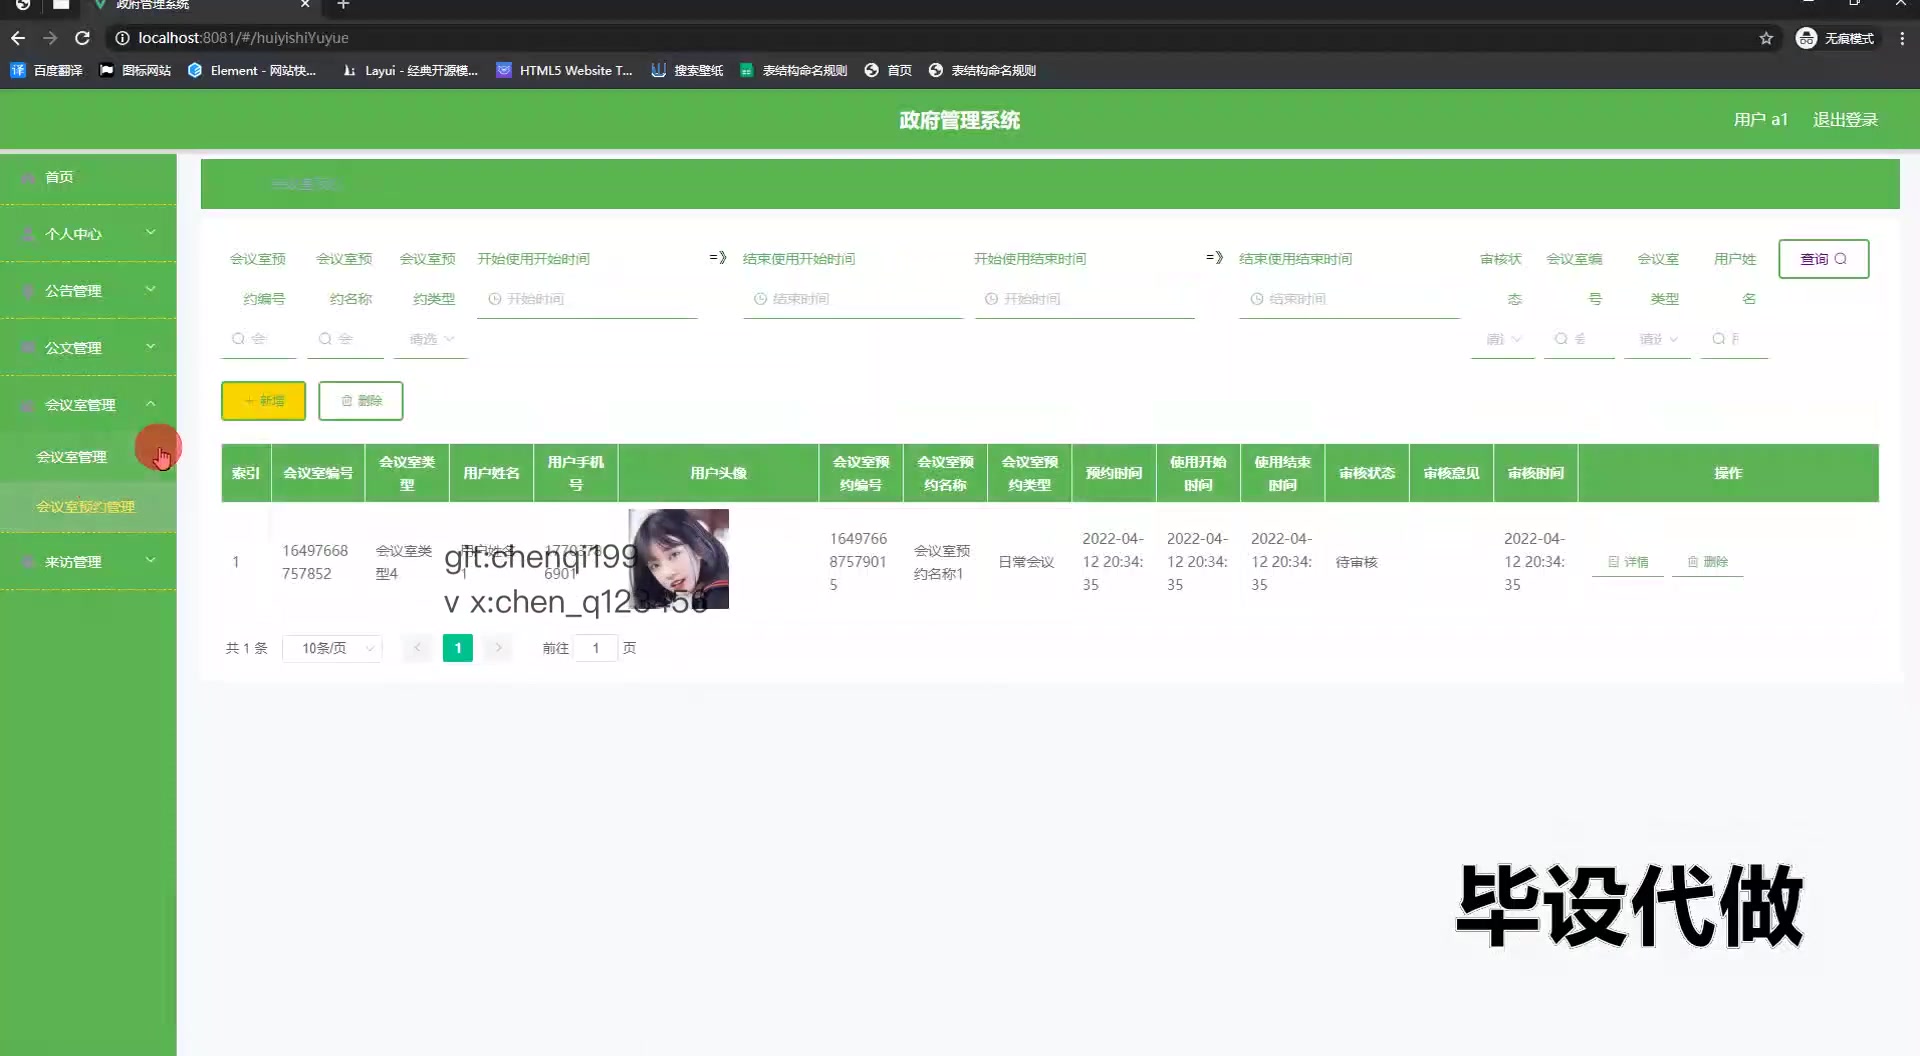 政府管理系统
localhost:8081/#/huiyishiYuyue
无痕模式
百度翻译
图标网站
Element - 网站快...
Layui - 经典开源模...
HTML5 Website T...
搜索壁纸
表结构命名规则
首页
表结构命名规则
政府管理系统
用户 a1
退出登录
首页
个人中心
公告管理
公文管理
会议室管理
会议室管理
会议室预约管理
来访管理
会议室预约编号
会议室预约名称
会议室预约类型
请选
开始使用开始时间
开始时间
=》
结束使用开始时间
结束时间
开始使用结束时间
开始时间
=》
结束使用结束时间
结束时间
审核状态
会议室编号
会议室类型
用户姓名
查询
+ 新增
删除
索引 会议室编号 会议室类型 用户姓名 用户手机号 用户头像 会议室预约编号 会议室预约名称 会议室预约类型 预约时间 使用开始时间 使用结束时间 审核状态 审核意见 审核时间 操作
1
16497668
757852
会议室类
型4
16497668
7579015
会议室预
约名称1
日常会议
2022-04-
12 20:34:
35
2022-04-
12 20:34:
35
2022-04-
12 20:34:
35
待审核
2022-04-
12 20:34:
35
详情
删除
git:chenqi199
v x:chen_q123456
共 1 条
10条/页
1
前往 1 页
毕设代做